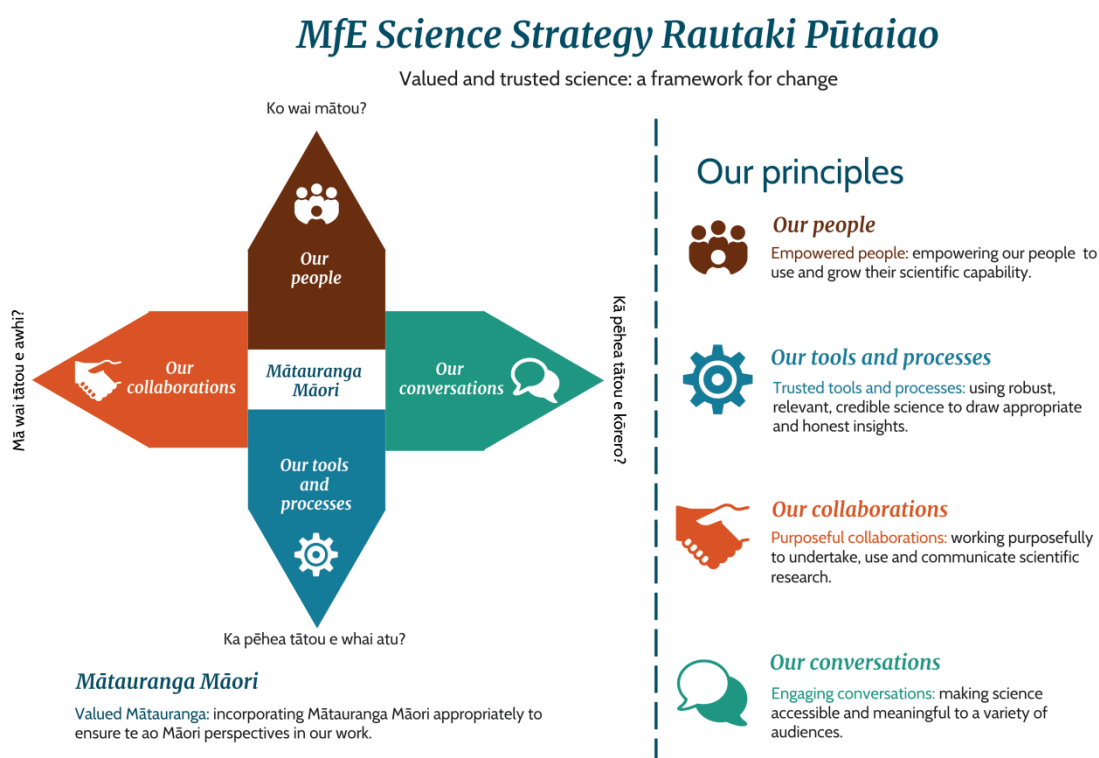 MfE Science Strategy Rautaki Pūtaiao
Valued and trusted science: a framework for change
Ko wai mātou?
Our
people
Mā wai tātou e awhi?
Our
collaborations
Mātauranga
Māori
Our
conversations
Kā pēhea tātou e kōrero?
Our tools
and
processes
Ka pēhea tātou e whai atu?
Mātauranga Māori
Valued Mātauranga: incorporating Mātauranga Māori appropriately to
ensure te ao Māori perspectives in our work.
Our principles
Our people
Empowered people: empowering our people to
use and grow their scientific capability.
Our tools and processes
Trusted tools and processes: using robust,
relevant, credible science to draw appropriate
and honest insights.
Our collaborations
Purposeful collaborations: working purposefully
to undertake, use and communicate scientific
research.
Our conversations
Engaging conversations: making science
accessible and meaningful to a variety of
audiences.